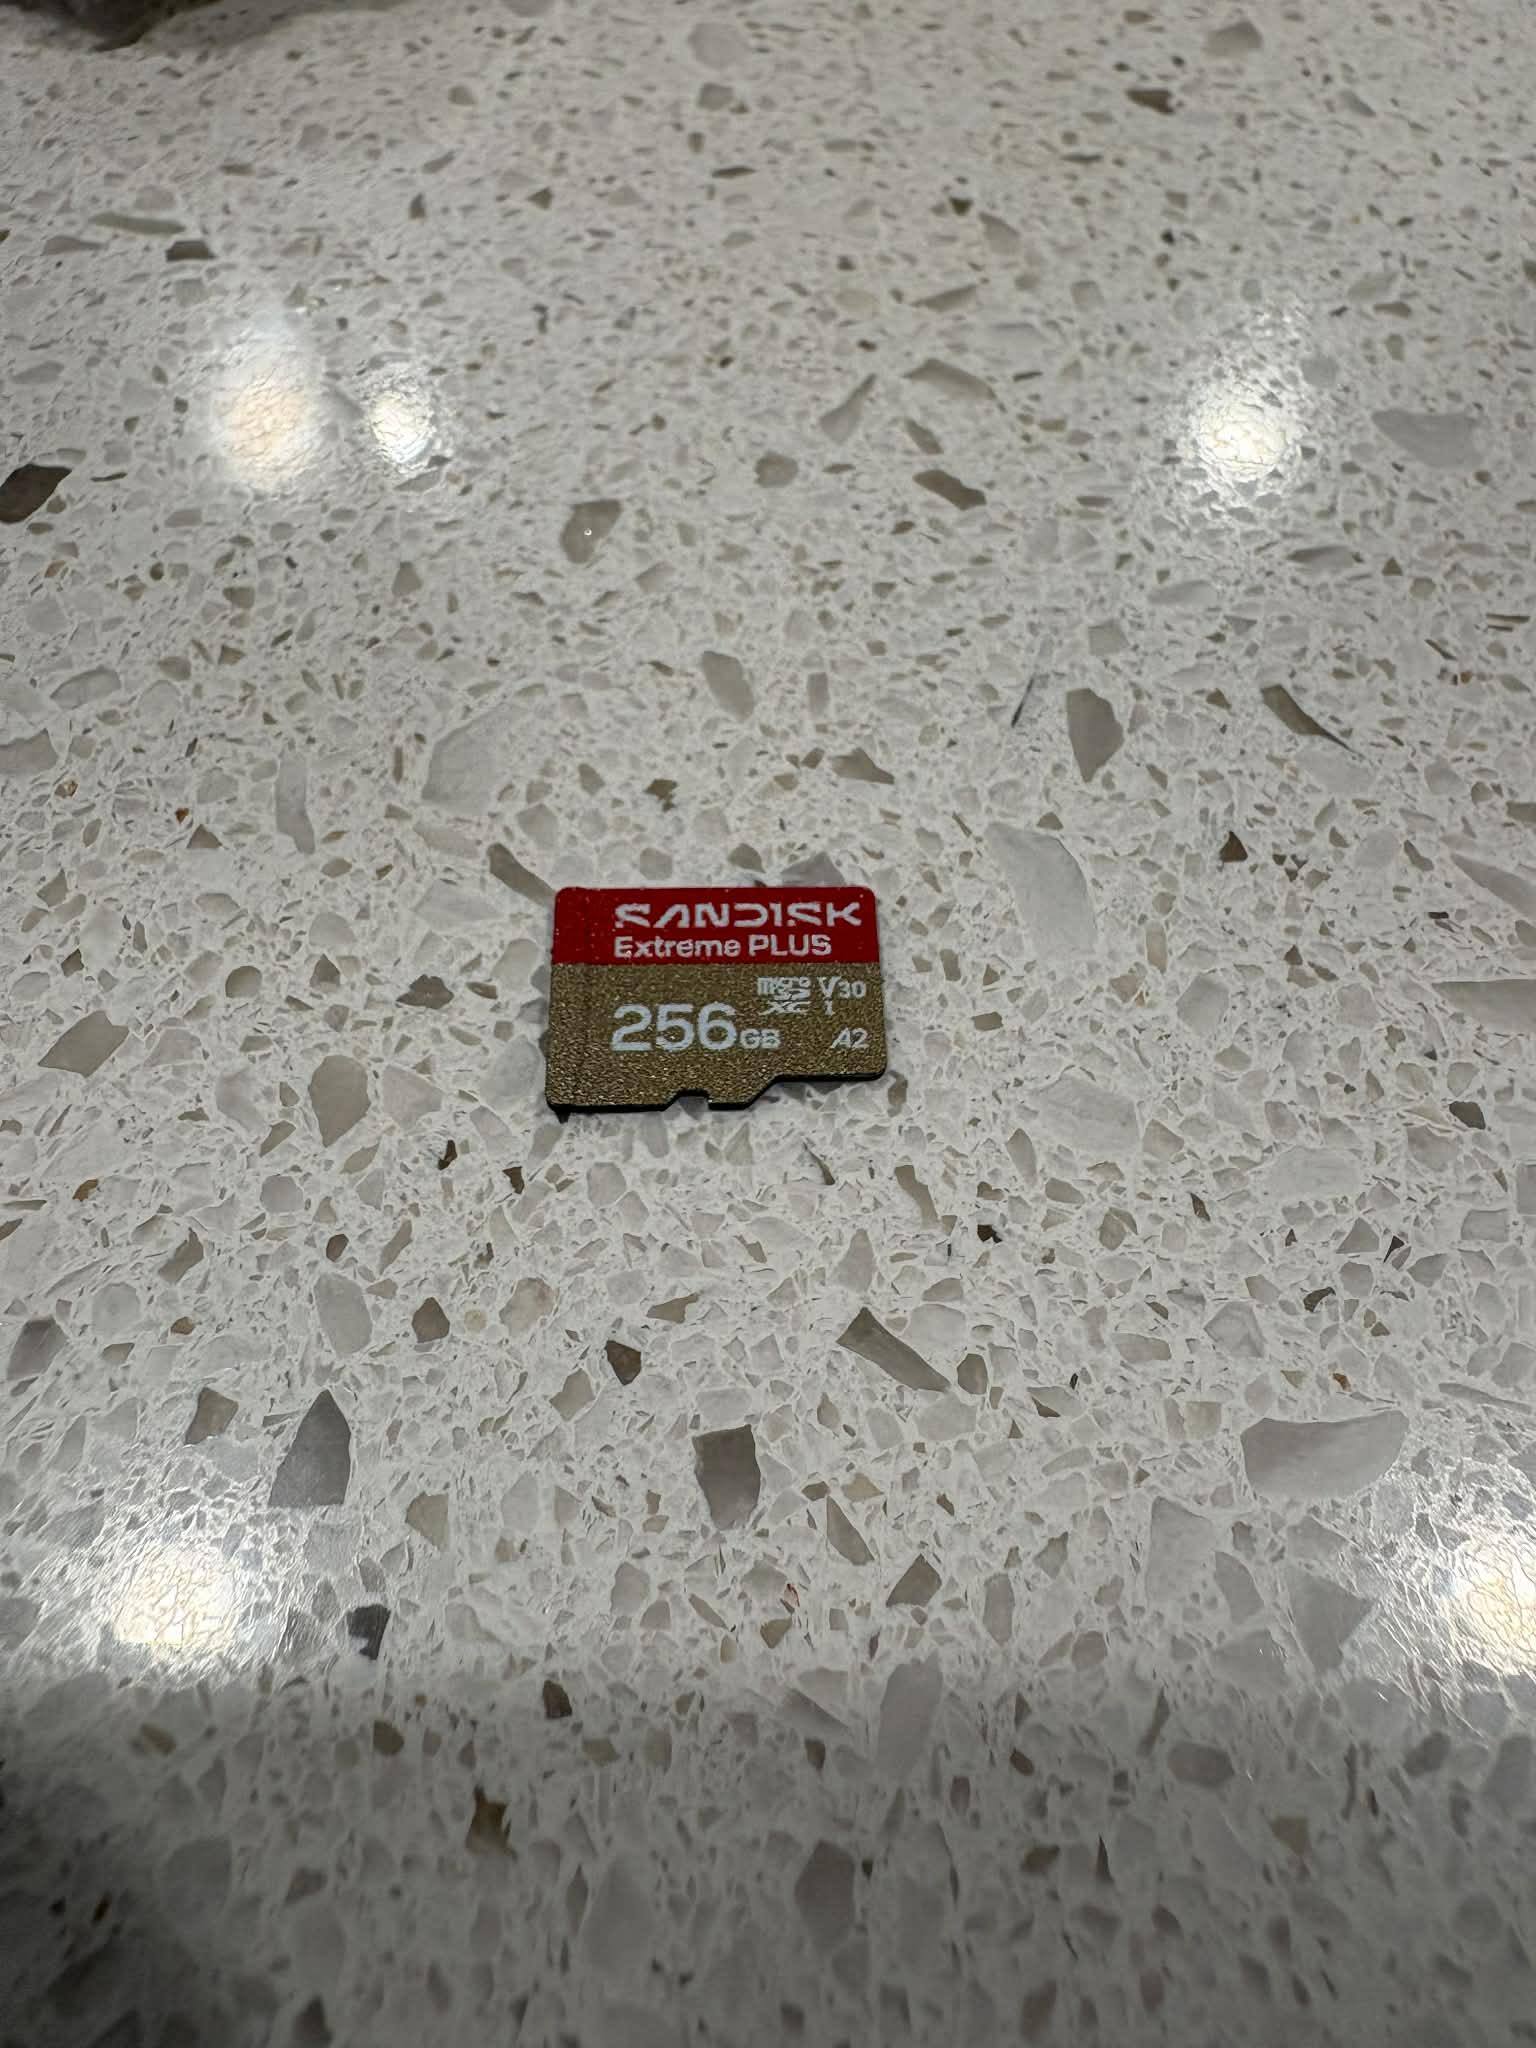 SANDISK
Extreme PLUS
micro SD XC V30
I
256GB A2